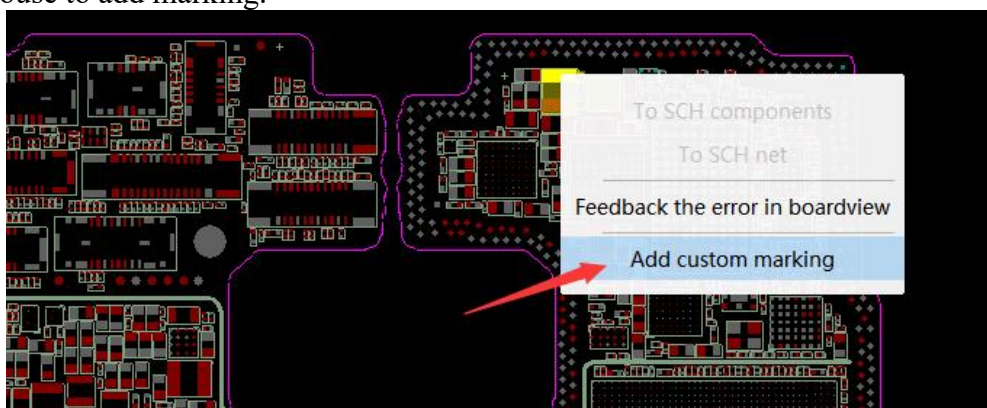 ouse to add marking.
To SCH components
To SCH net
Feedback the error in boardview
Add custom marking